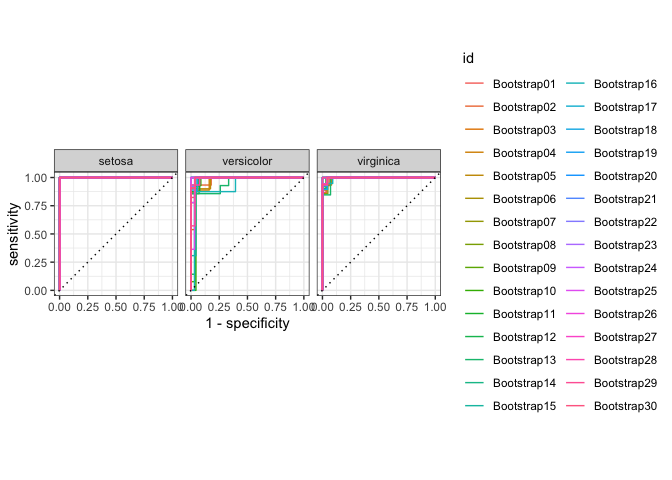 id
Bootstrap01 Bootstrap16
Bootstrap02 Bootstrap17
Bootstrap03 Bootstrap18
Bootstrap04 Bootstrap19
Bootstrap05 Bootstrap20
Bootstrap06 Bootstrap21
Bootstrap07 Bootstrap22
Bootstrap08 Bootstrap23
Bootstrap09 Bootstrap24
Bootstrap10 Bootstrap25
Bootstrap11 Bootstrap26
Bootstrap12 Bootstrap27
Bootstrap13 Bootstrap28
Bootstrap14 Bootstrap29
Bootstrap15 Bootstrap30
setosa versicolor virginica
sensitivity
1.00
0.75
0.50
0.25
0.00
0.00 0.25 0.50 0.75 1.00 0.00 0.25 0.50 0.75 1.00 0.00 0.25 0.50 0.75 1.00
1 - specificity